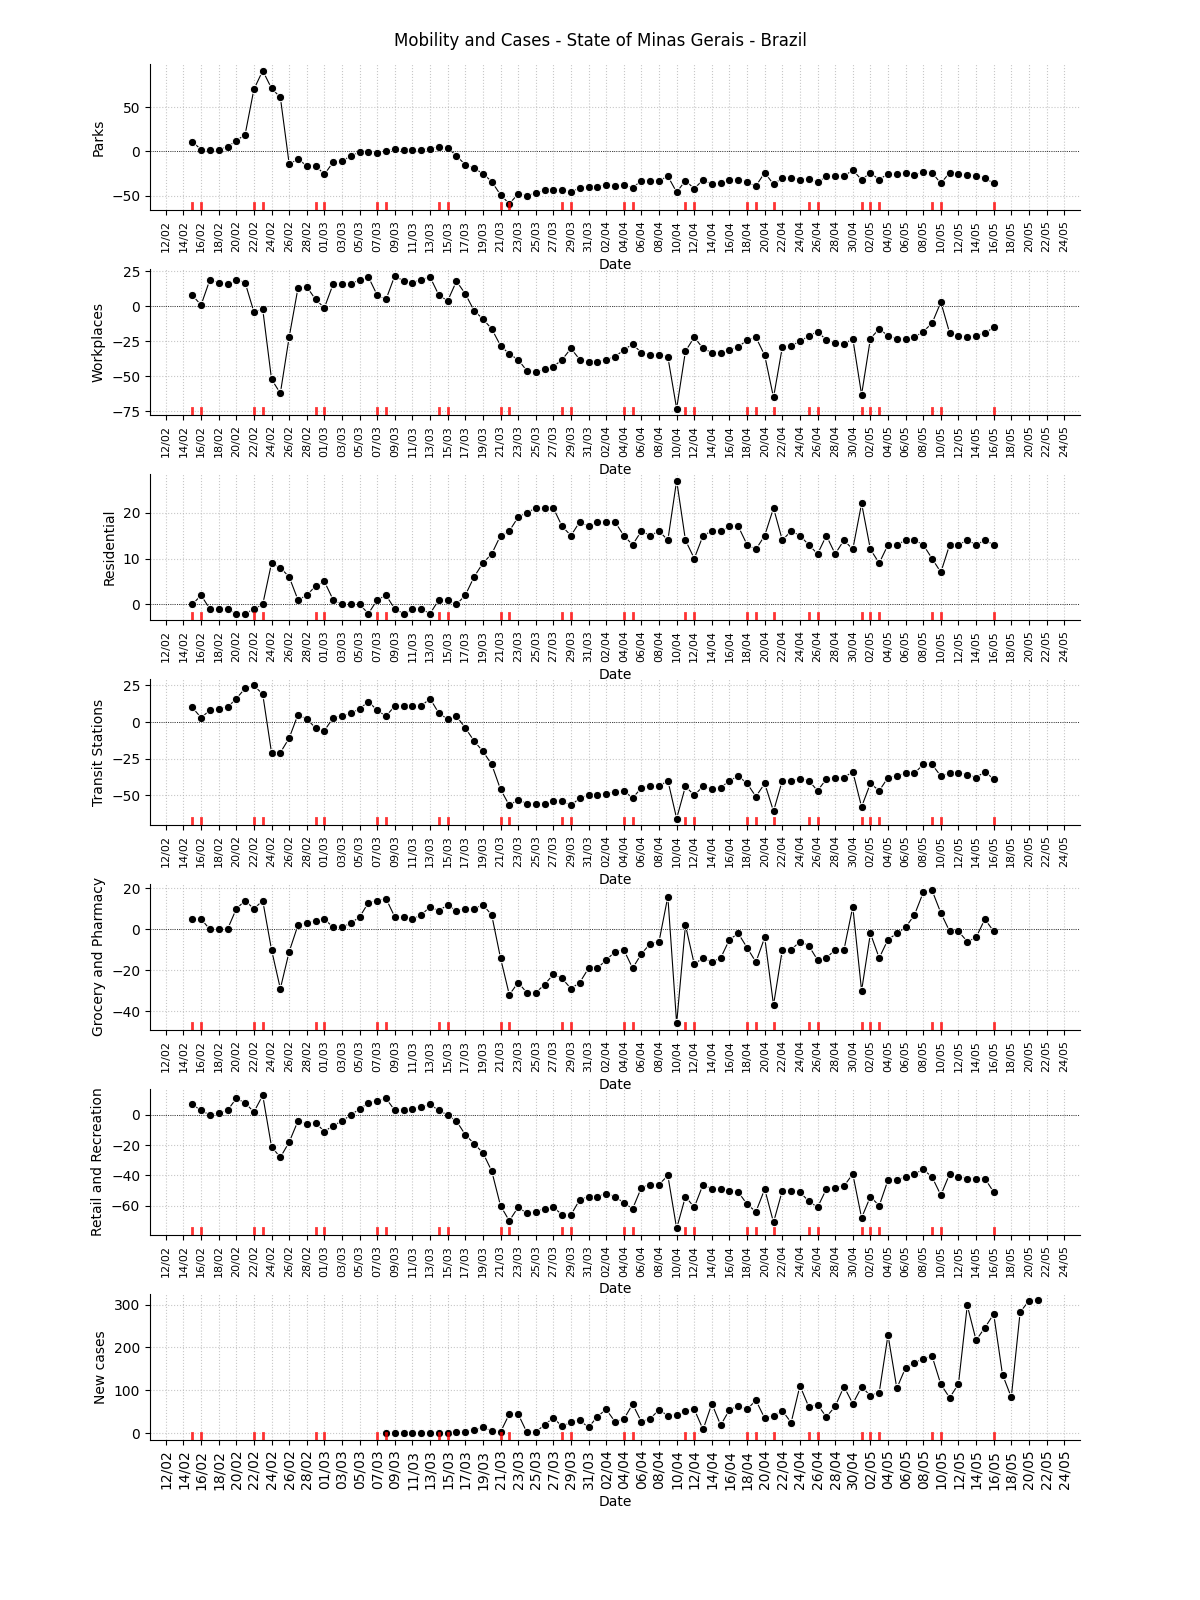 Mobility and Cases - State of Minas Gerais - Brazil
Parks
50
0
−50
12/02 14/02 16/02 18/02 20/02 22/02 24/02 26/02 28/02 01/03 03/03 05/03 07/03 09/03 11/03 13/03 15/03 17/03 19/03 21/03 23/03 25/03 27/03 29/03 31/03 02/04 04/04 06/04 08/04 10/04 12/04 14/04 16/04 18/04 20/04 22/04 24/04 26/04 28/04 30/04 02/05 04/05 06/05 08/05 10/05 12/05 14/05 16/05 18/05 20/05 22/05 24/05
Date
Workplaces
25
0
−25
−50
−75
12/02 14/02 16/02 18/02 20/02 22/02 24/02 26/02 28/02 01/03 03/03 05/03 07/03 09/03 11/03 13/03 15/03 17/03 19/03 21/03 23/03 25/03 27/03 29/03 31/03 02/04 04/04 06/04 08/04 10/04 12/04 14/04 16/04 18/04 20/04 22/04 24/04 26/04 28/04 30/04 02/05 04/05 06/05 08/05 10/05 12/05 14/05 16/05 18/05 20/05 22/05 24/05
Date
Residential
20
10
0
12/02 14/02 16/02 18/02 20/02 22/02 24/02 26/02 28/02 01/03 03/03 05/03 07/03 09/03 11/03 13/03 15/03 17/03 19/03 21/03 23/03 25/03 27/03 29/03 31/03 02/04 04/04 06/04 08/04 10/04 12/04 14/04 16/04 18/04 20/04 22/04 24/04 26/04 28/04 30/04 02/05 04/05 06/05 08/05 10/05 12/05 14/05 16/05 18/05 20/05 22/05 24/05
Date
Transit Stations
25
0
−25
−50
12/02 14/02 16/02 18/02 20/02 22/02 24/02 26/02 28/02 01/03 03/03 05/03 07/03 09/03 11/03 13/03 15/03 17/03 19/03 21/03 23/03 25/03 27/03 29/03 31/03 02/04 04/04 06/04 08/04 10/04 12/04 14/04 16/04 18/04 20/04 22/04 24/04 26/04 28/04 30/04 02/05 04/05 06/05 08/05 10/05 12/05 14/05 16/05 18/05 20/05 22/05 24/05
Date
Grocery and Pharmacy
20
0
−20
−40
12/02 14/02 16/02 18/02 20/02 22/02 24/02 26/02 28/02 01/03 03/03 05/03 07/03 09/03 11/03 13/03 15/03 17/03 19/03 21/03 23/03 25/03 27/03 29/03 31/03 02/04 04/04 06/04 08/04 10/04 12/04 14/04 16/04 18/04 20/04 22/04 24/04 26/04 28/04 30/04 02/05 04/05 06/05 08/05 10/05 12/05 14/05 16/05 18/05 20/05 22/05 24/05
Date
Retail and Recreation
0
−20
−40
−60
12/02 14/02 16/02 18/02 20/02 22/02 24/02 26/02 28/02 01/03 03/03 05/03 07/03 09/03 11/03 13/03 15/03 17/03 19/03 21/03 23/03 25/03 27/03 29/03 31/03 02/04 04/04 06/04 08/04 10/04 12/04 14/04 16/04 18/04 20/04 22/04 24/04 26/04 28/04 30/04 02/05 04/05 06/05 08/05 10/05 12/05 14/05 16/05 18/05 20/05 22/05 24/05
Date
New cases
300
200
100
0
12/02 14/02 16/02 18/02 20/02 22/02 24/02 26/02 28/02 01/03 03/03 05/03 07/03 09/03 11/03 13/03 15/03 17/03 19/03 21/03 23/03 25/03 27/03 29/03 31/03 02/04 04/04 06/04 08/04 10/04 12/04 14/04 16/04 18/04 20/04 22/04 24/04 26/04 28/04 30/04 02/05 04/05 06/05 08/05 10/05 12/05 14/05 16/05 18/05 20/05 22/05 24/05
Date